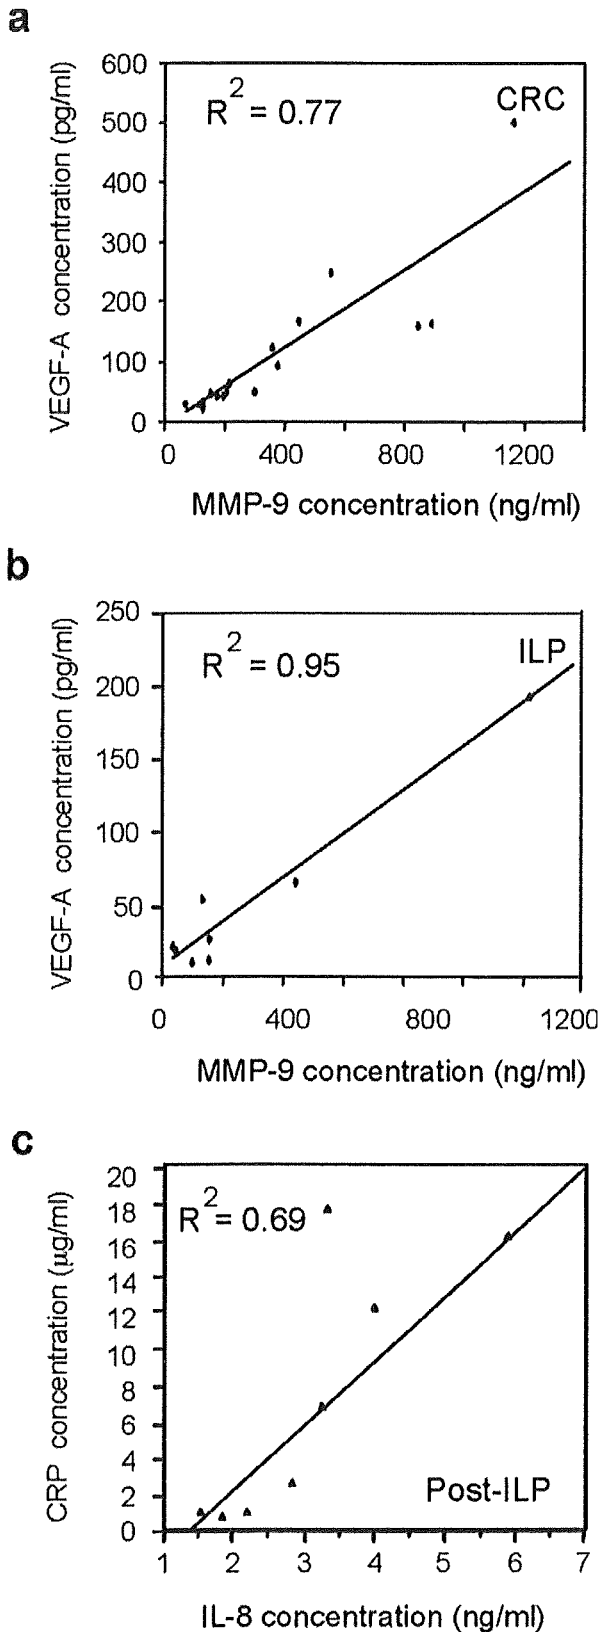 a
VEGF-A concentration (pg/ml)
600
500
400
300
200
100
0
R2 = 0.77
CRC
0 400 800 1200
MMP-9 concentration (ng/ml)
b
VEGF-A concentration (pg/ml)
250
200
150
100
50
0
R2 = 0.95
ILP
0 400 800 1200
MMP-9 concentration (ng/ml)
c
CRP concentration (µg/ml)
20
18
16
14
12
10
8
6
4
2
0
R2= 0.69
Post-ILP
1 2 3 4 5 6 7
IL-8 concentration (ng/ml)